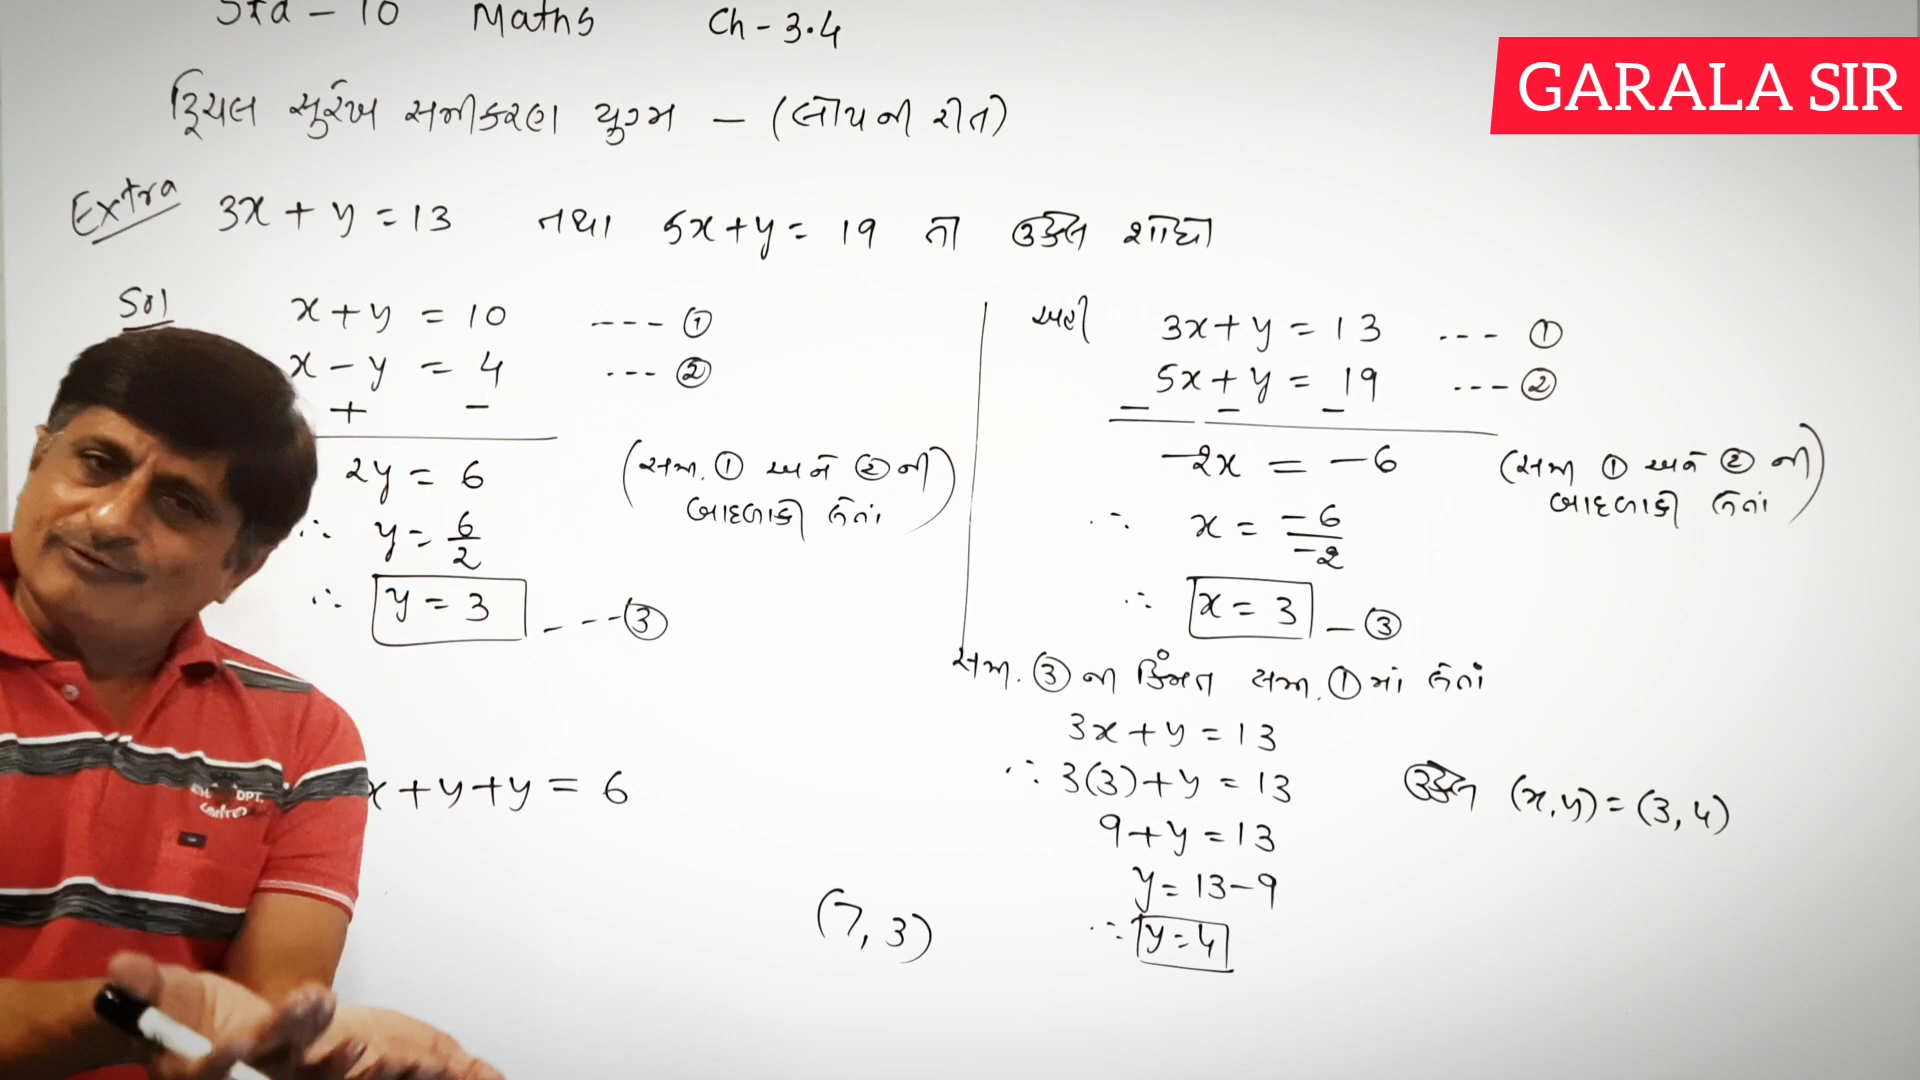 Std - 10 Maths Ch - 3.4
GARALA SIR
દ્વિચલ સુરેખ સમીકરણ યુગ્મ - (લોપની રીત)
Extra 3x + y = 13 તથા 5x + y = 19 નો ઉકેલ શોધો
Sol
x + y = 10 --- ①
x - y = 4 --- ②
+ -
2y = 6 (સમી. ① અને ② ની
બાદબાકી લેતાં)
∴ y = 6/2
∴ y = 3 --- ③
x + y + y = 6
(7, 3)
અહીં 3x + y = 13 --- ①
5x + y = 19 --- ②
- - -
-2x = -6 (સમી ① અને ② ની
બાદબાકી લેતાં)
∴ x = -6/-2
∴ x = 3 - ③
સમી. ③ ની કિંમત સમી. ① માં લેતાં
3x + y = 13
∴ 3(3) + y = 13
9 + y = 13
y = 13 - 9
∴ y = 4
ઉકેલ (x, y) = (3, 4)